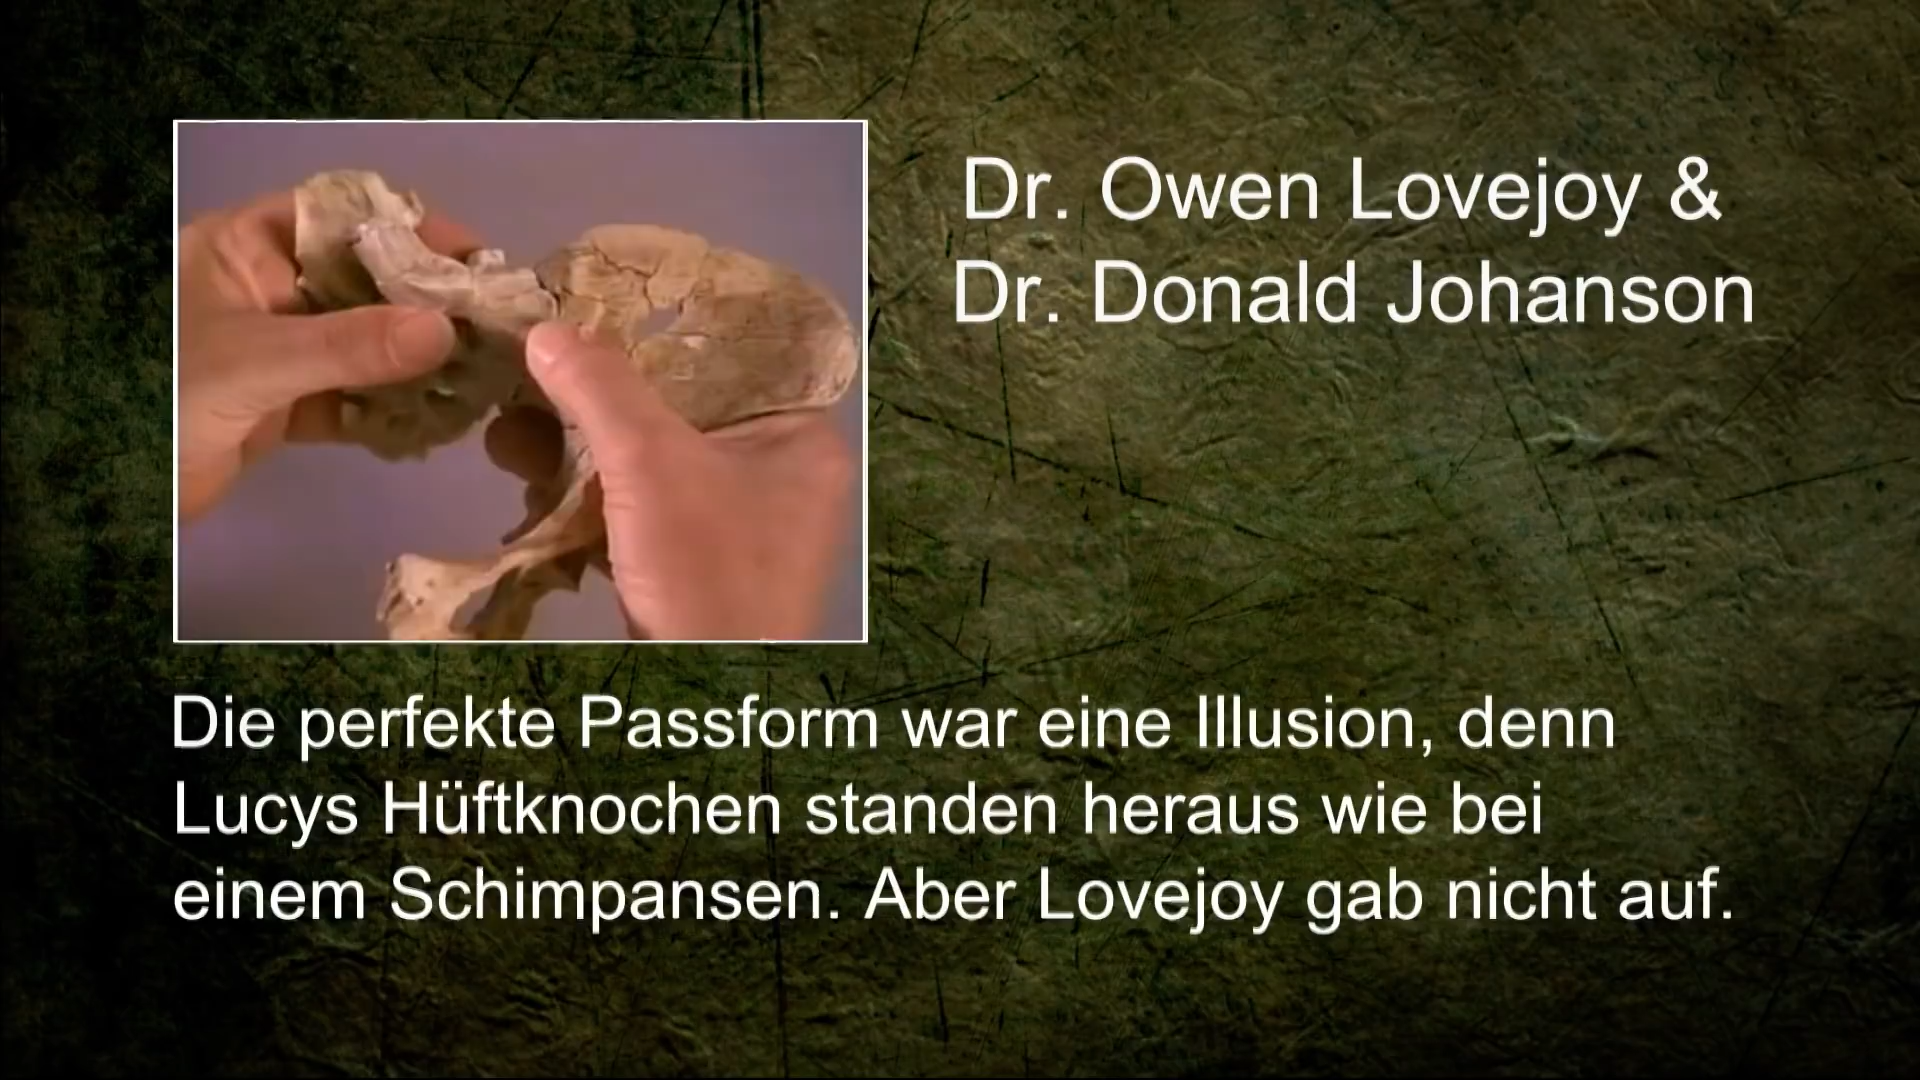 Dr. Owen Lovejoy &
Dr. Donald Johanson
Die perfekte Passform war eine Illusion, denn
Lucys Hüftknochen standen heraus wie bei
einem Schimpansen. Aber Lovejoy gab nicht auf.